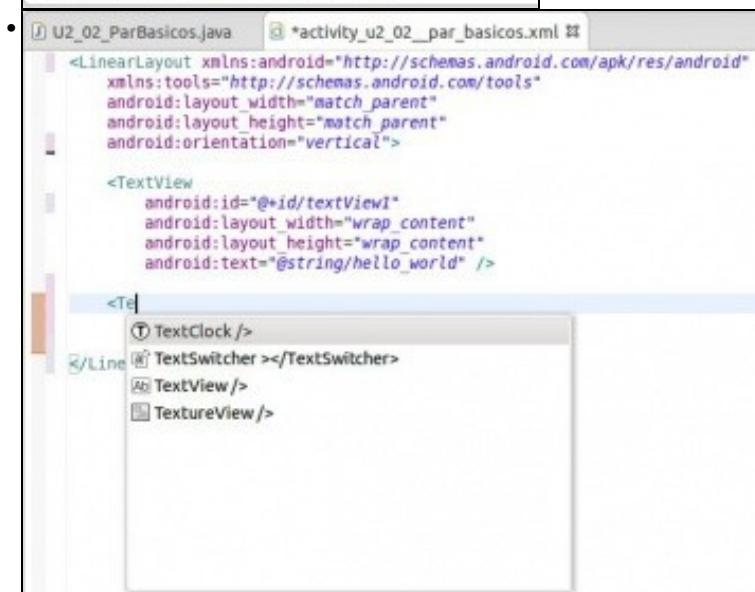 U2_02_ParBasicos.java *activity_u2_02__par_basicos.xml
<LinearLayout xmlns:android="http://schemas.android.com/apk/res/android"
xmlns:tools="http://schemas.android.com/tools"
android:layout_width="match_parent"
android:layout_height="match_parent"
android:orientation="vertical">
<TextView
android:id="@+id/textView1"
android:layout_width="wrap_content"
android:layout_height="wrap_content"
android:text="@string/hello_world" />
<Te
TextClock />
</Line TextSwitcher ></TextSwitcher>
Ab TextView />
TextureView />